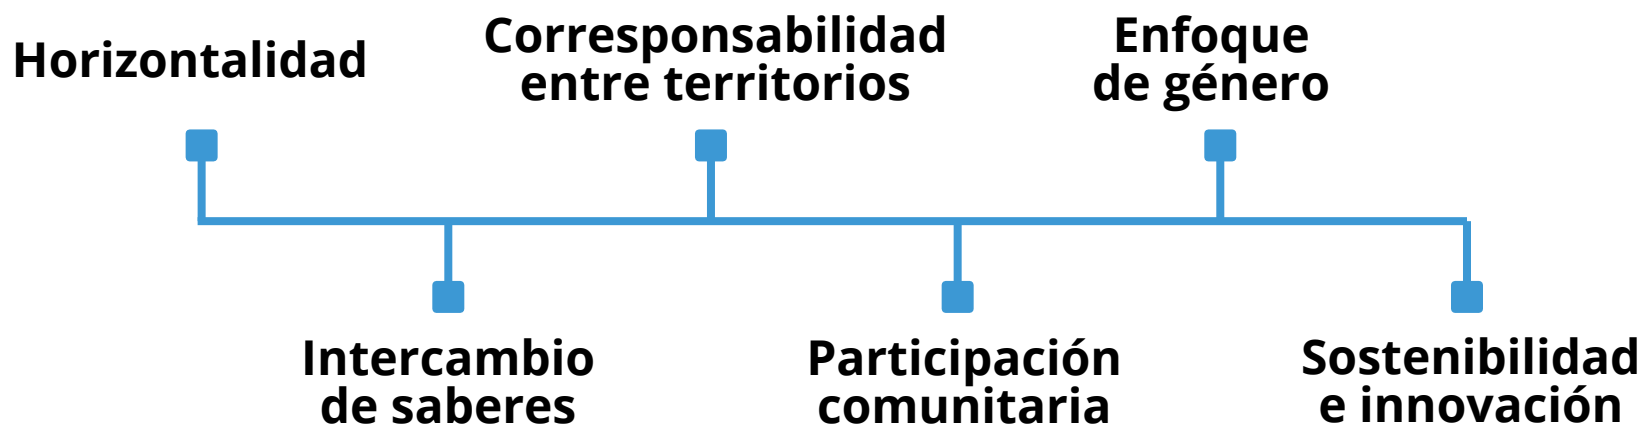 Horizontalidad
Corresponsabilidad
entre territorios
Enfoque
de género
Intercambio
de saberes
Participación
comunitaria
Sostenibilidad
e innovación